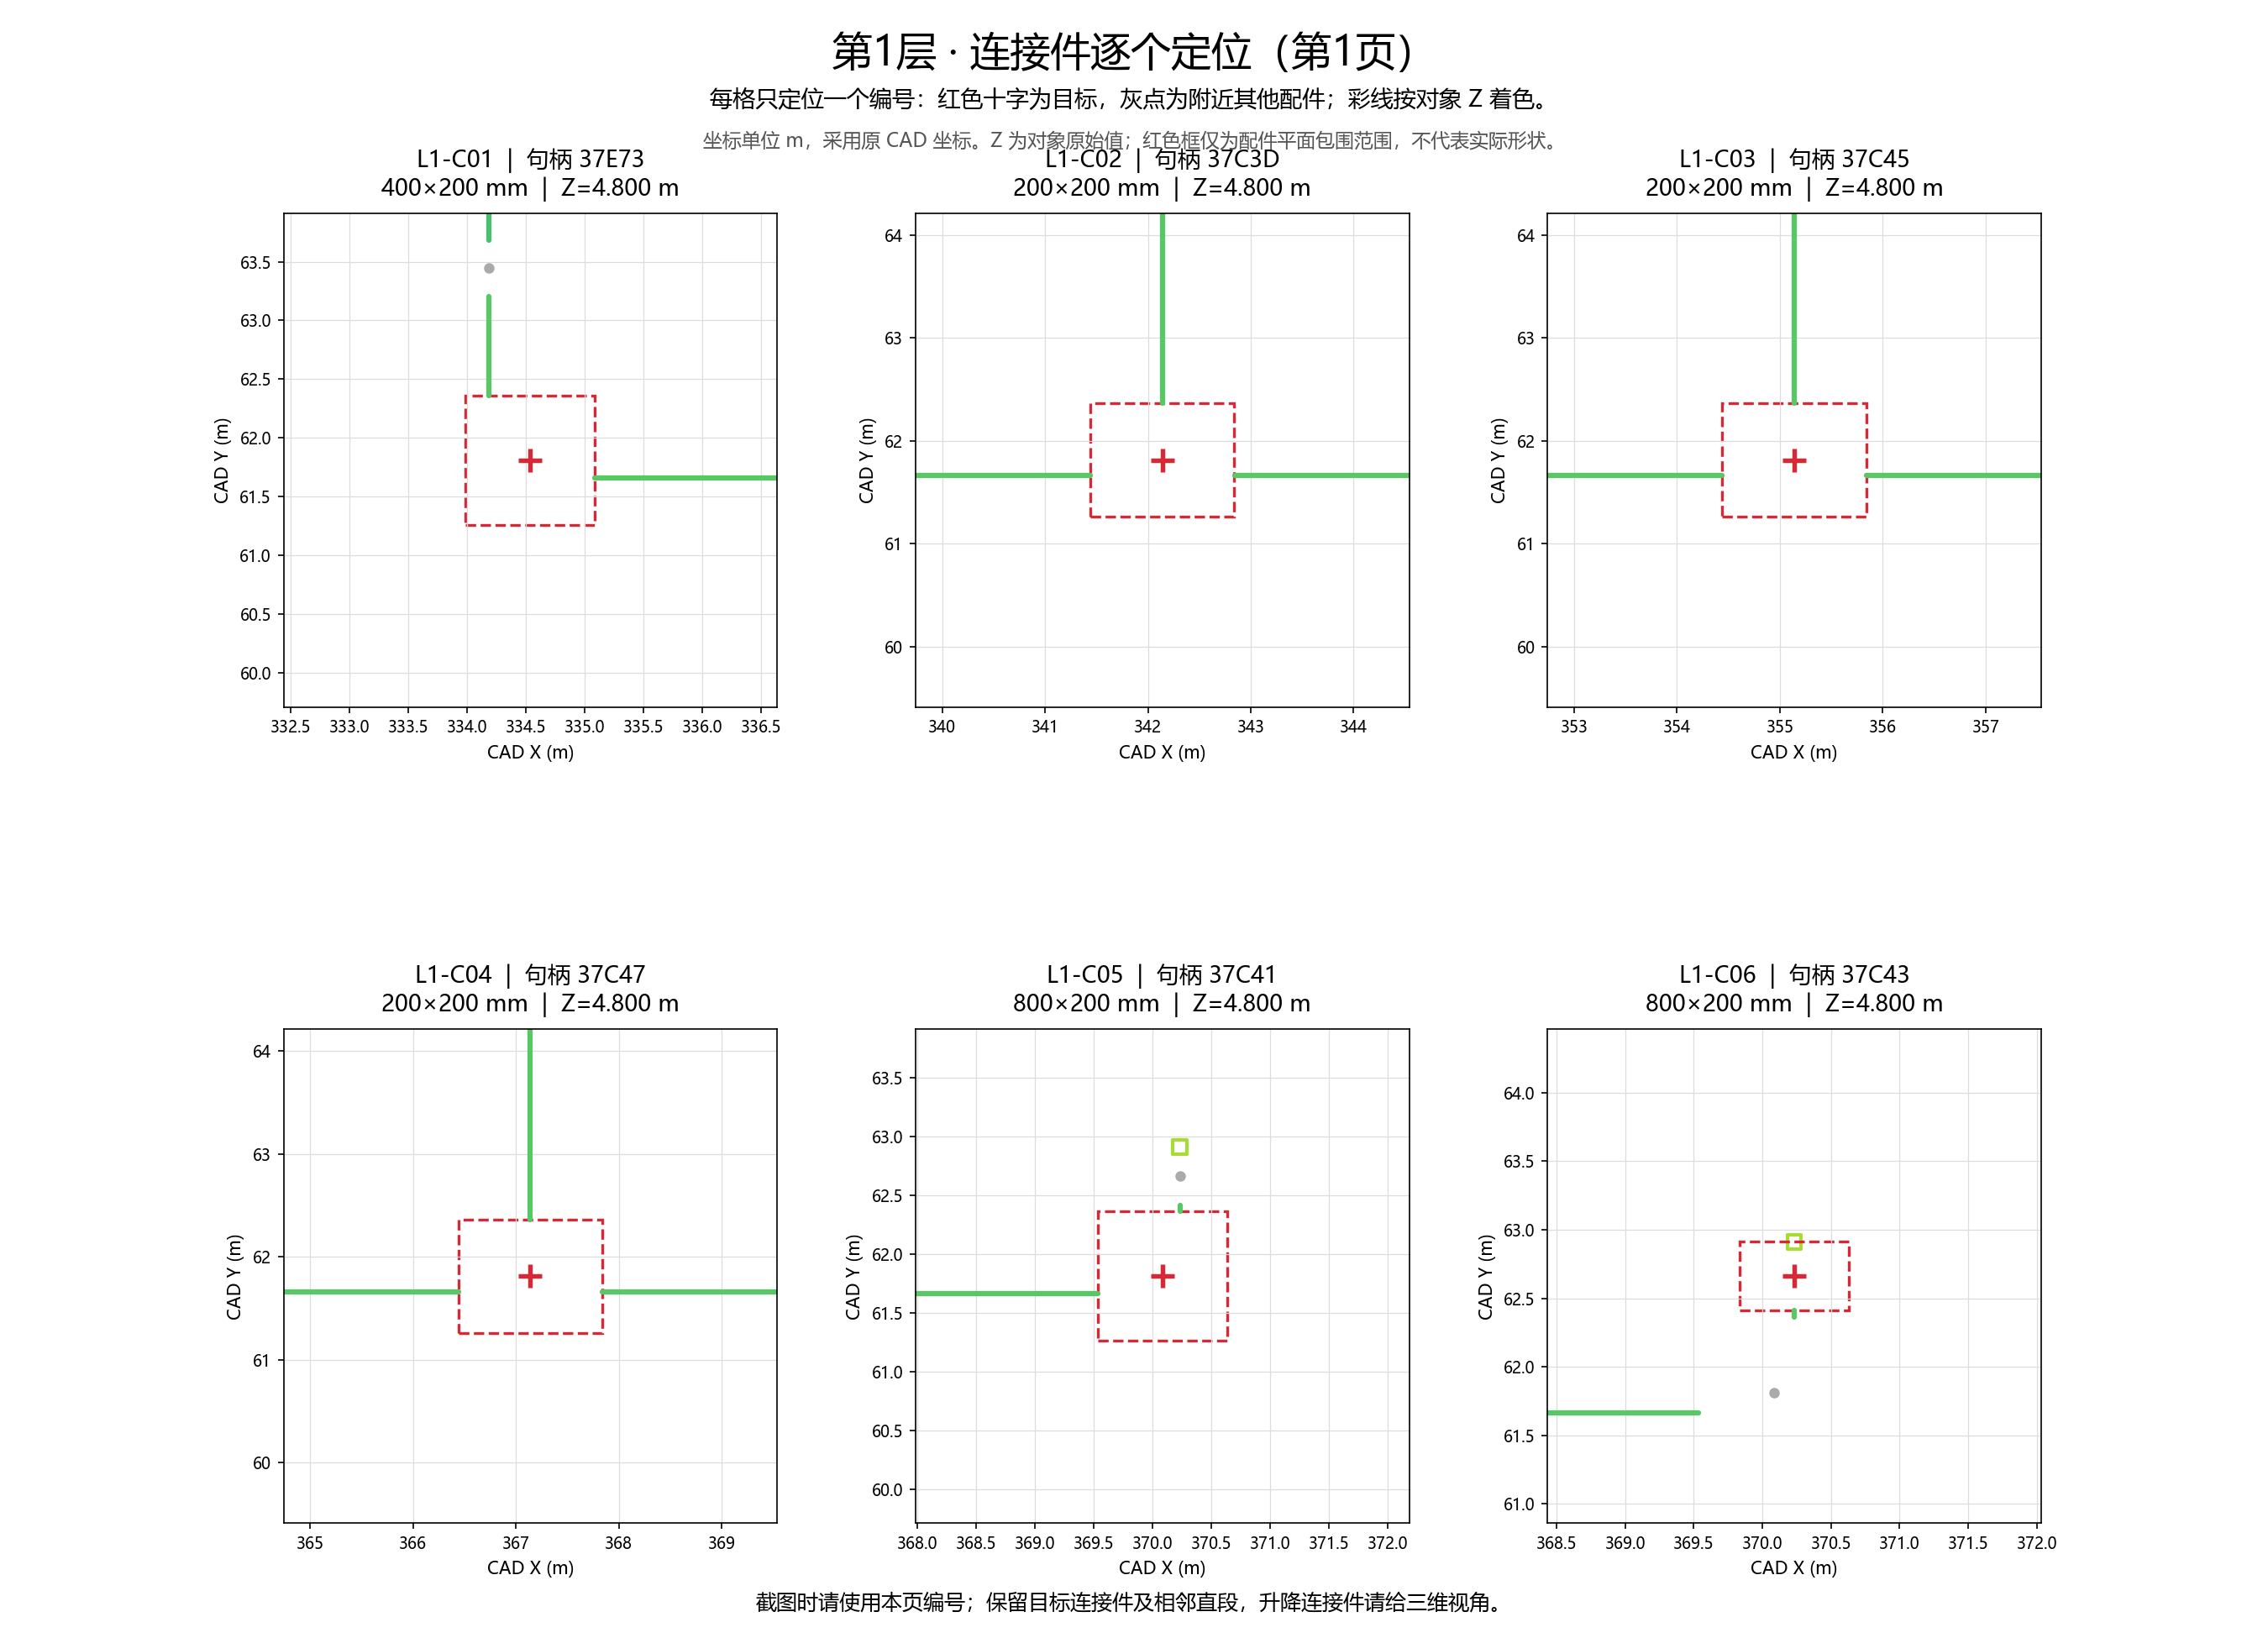 第1层 · 连接件逐个定位（第1页）
每格只定位一个编号：红色十字为目标，灰点为附近其他配件；彩线按对象 Z 着色。
坐标单位 m，采用原 CAD 坐标。Z 为对象原始值；红色框仅为配件平面包围范围，不代表实际形状。
L1-C01 | 句柄 37E73
400×200 mm | Z=4.800 m
63.5
63.0
62.5
62.0
61.5
61.0
60.5
60.0
CAD Y (m)
332.5 333.0 333.5 334.0 334.5 335.0 335.5 336.0 336.5
CAD X (m)
L1-C02 | 句柄 37C3D
200×200 mm | Z=4.800 m
64
63
62
61
60
CAD Y (m)
340 341 342 343 344
CAD X (m)
L1-C03 | 句柄 37C45
200×200 mm | Z=4.800 m
64
63
62
61
60
CAD Y (m)
353 354 355 356 357
CAD X (m)
L1-C04 | 句柄 37C47
200×200 mm | Z=4.800 m
64
63
62
61
60
CAD Y (m)
365 366 367 368 369
CAD X (m)
L1-C05 | 句柄 37C41
800×200 mm | Z=4.800 m
63.5
63.0
62.5
62.0
61.5
61.0
60.5
60.0
CAD Y (m)
368.0 368.5 369.0 369.5 370.0 370.5 371.0 371.5 372.0
CAD X (m)
L1-C06 | 句柄 37C43
800×200 mm | Z=4.800 m
64.0
63.5
63.0
62.5
62.0
61.5
61.0
CAD Y (m)
368.5 369.0 369.5 370.0 370.5 371.0 371.5 372.0
CAD X (m)
截图时请使用本页编号；保留目标连接件及相邻直段，升降连接件请给三维视角。